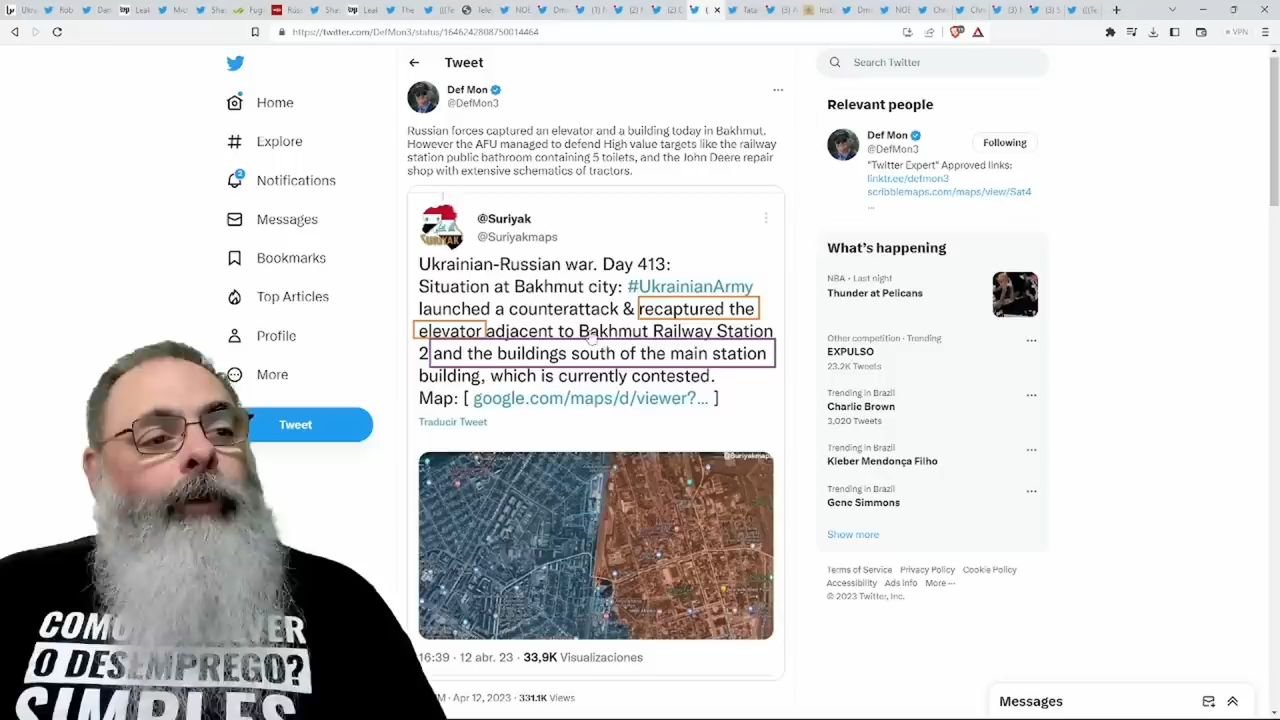 https://twitter.com/DefMon3/status/1646242808750014464
VPN
Home
Explore
Notifications
2
Messages
Bookmarks
Top Articles
Profile
More
Tweet
Tweet
Def Mon
@DefMon3
Russian forces captured an elevator and a building today in Bakhmut.
However the AFU managed to defend High value targets like the railway
station public bathroom containing 5 toilets, and the John Deere repair
shop with extensive schematics of tractors.
@Suriyak
@Suriyakmaps
Ukrainian-Russian war. Day 413:
Situation at Bakhmut city: #UkrainianArmy
launched a counterattack & recaptured the
elevator adjacent to Bakhmut Railway Station
2 and the buildings south of the main station
building, which is currently contested.
Map: [ google.com/maps/d/viewer?... ]
Traducir Tweet
@Suriyakmaps
16:39 · 12 abr. 23 · 33,9K Visualizaciones
M · Apr 12, 2023 · 331.1K Views
Search Twitter
Relevant people
Def Mon
@DefMon3
Following
"Twitter Expert" Approved links:
linktr.ee/defmon3
scribblemaps.com/maps/view/Sat4
...
What's happening
NBA · Last night
Thunder at Pelicans
Other competition · Trending
EXPULSO
23.2K Tweets
Trending in Brazil
Charlie Brown
3,020 Tweets
Trending in Brazil
Kleber Mendonça Filho
Trending in Brazil
Gene Simmons
Show more
Terms of Service Privacy Policy Cookie Policy
Accessibility Ads info More ...
© 2023 Twitter, Inc.
Messages
O DESEMPREGO?